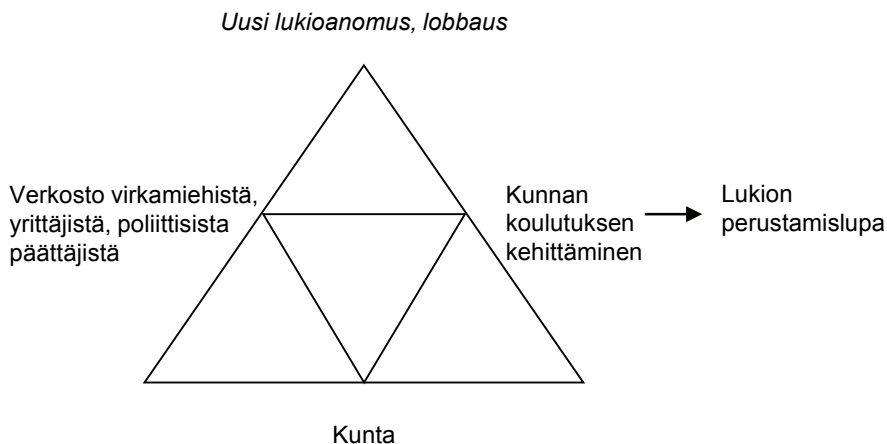 Uusi lukioanomus, lobbaus
Verkosto virkamiehistä,
yrittäjistä, poliittisista
päättäjistä
Kunnan
koulutuksen
kehittäminen
Lukion
perustamislupa
Kunta